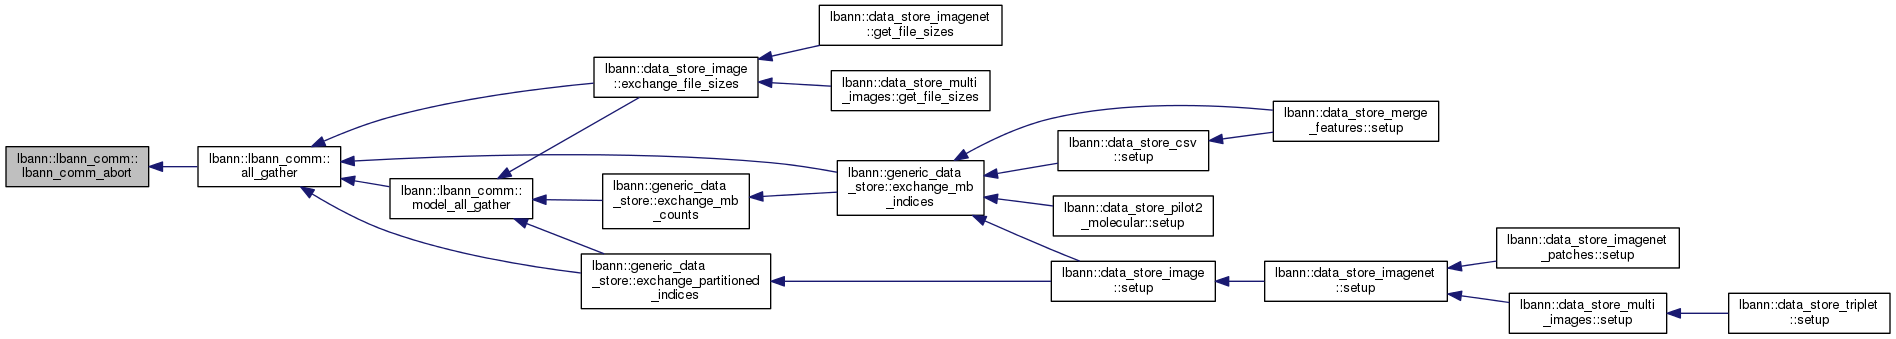 lbann::lbann_comm::
lbann_comm_abort
lbann::lbann_comm::
all_gather
lbann::data_store_image
::exchange_file_sizes
lbann::data_store_imagenet
::get_file_sizes
lbann::data_store_multi
_images::get_file_sizes
lbann::lbann_comm::
model_all_gather
lbann::generic_data
_store::exchange_mb
_counts
lbann::generic_data
_store::exchange_partitioned
_indices
lbann::generic_data
_store::exchange_mb
_indices
lbann::data_store_csv
::setup
lbann::data_store_merge
_features::setup
lbann::data_store_pilot2
_molecular::setup
lbann::data_store_image
::setup
lbann::data_store_imagenet
::setup
lbann::data_store_imagenet
_patches::setup
lbann::data_store_multi
_images::setup
lbann::data_store_triplet
::setup